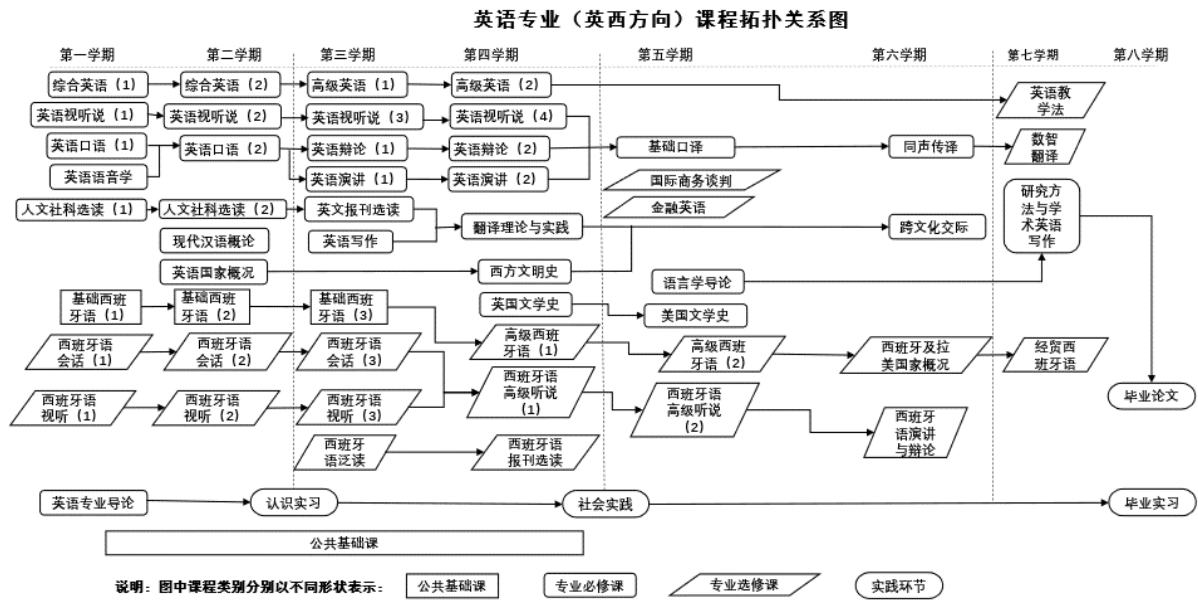 英语专业（英西方向）课程拓扑关系图
第一学期 第二学期 第三学期 第四学期 第五学期 第六学期 第七学期 第八学期
综合英语（1） 综合英语（2） 高级英语（1） 高级英语（2）
英语教
学法
英语视听说（1） 英语视听说（2） 英语视听说（3） 英语视听说（4）
英语口语（1） 英语口语（2） 英语辩论（1） 英语辩论（2） 基础口译 同声传译
数智
翻译
英语语音学 英语演讲（1） 英语演讲（2） 国际商务谈判
人文社科选读（1） 人文社科选读（2） 英文报刊选读 金融英语
研究方
法与学
术英语
写作
现代汉语概论 英语写作 翻译理论与实践 跨文化交际
英语国家概况 西方文明史 语言学导论
英国文学史 美国文学史
基础西班
牙语（1）
基础西班
牙语（2）
基础西班
牙语（3）
高级西班
牙语（1）
高级西班
牙语（2）
西班牙及拉
美国家概况
经贸西
班牙语
西班牙语
会话（1）
西班牙语
会话（2）
西班牙语
会话（3）
西班牙语
高级听说
（1）
西班牙语
高级听说
（2）
西班牙
语演讲
与辩论
毕业论文
西班牙语
视听（1）
西班牙语
视听（2）
西班牙语
视听（3）
西班牙
语泛读
西班牙语
报刊选读
英语专业导论 认识实习 社会实践 毕业实习
公共基础课
说明：图中课程类别分别以不同形状表示： 公共基础课 专业必修课 专业选修课 实践环节